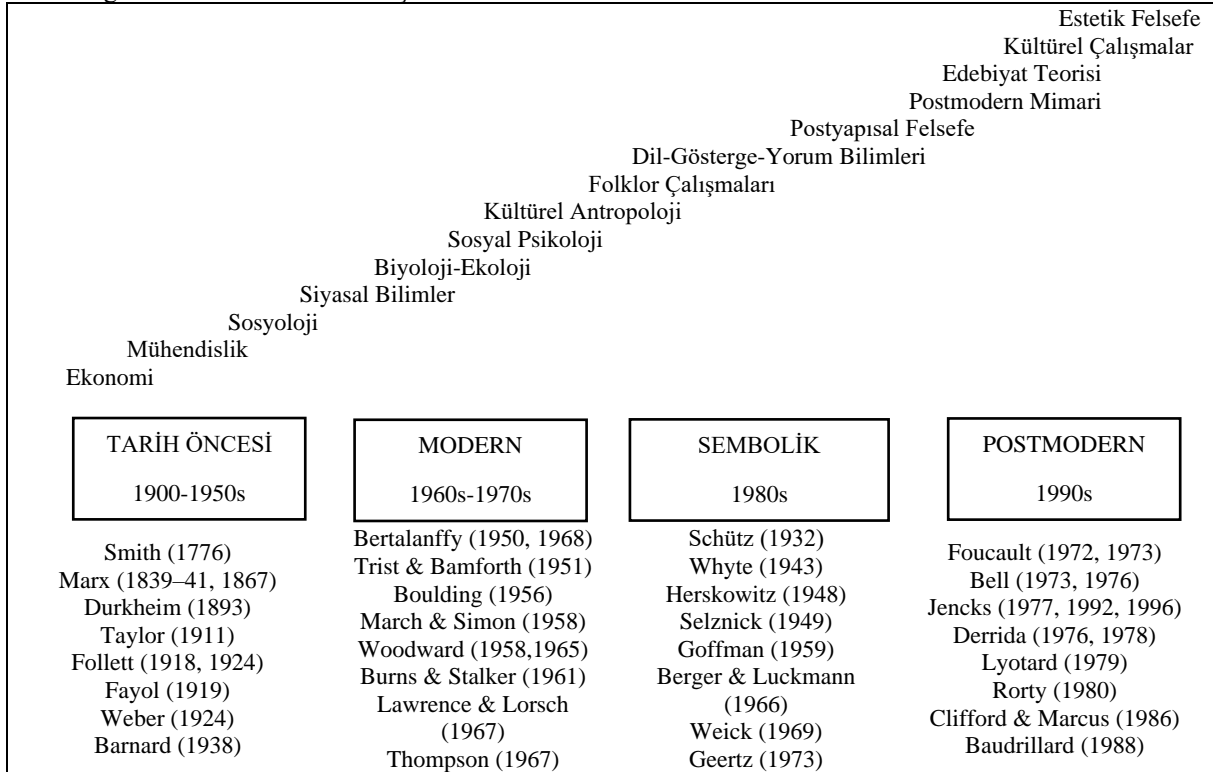 Estetik Felsefe
Kültürel Çalışmalar
Edebiyat Teorisi
Postmodern Mimari
Postyapısal Felsefe
Dil-Gösterge-Yorum Bilimleri
Folklor Çalışmaları
Kültürel Antropoloji
Sosyal Psikoloji
Biyoloji-Ekoloji
Siyasal Bilimler
Sosyoloji
Mühendislik
Ekonomi
TARİH ÖNCESİ
1900-1950s
Smith (1776)
Marx (1839–41, 1867)
Durkheim (1893)
Taylor (1911)
Follett (1918, 1924)
Fayol (1919)
Weber (1924)
Barnard (1938)
MODERN
1960s-1970s
Bertalanffy (1950, 1968)
Trist & Bamforth (1951)
Boulding (1956)
March & Simon (1958)
Woodward (1958,1965)
Burns & Stalker (1961)
Lawrence & Lorsch
(1967)
Thompson (1967)
SEMBOLİK
1980s
Schütz (1932)
Whyte (1943)
Herskowitz (1948)
Selznick (1949)
Goffman (1959)
Berger & Luckmann
(1966)
Weick (1969)
Geertz (1973)
POSTMODERN
1990s
Foucault (1972, 1973)
Bell (1973, 1976)
Jencks (1977, 1992, 1996)
Derrida (1976, 1978)
Lyotard (1979)
Rorty (1980)
Clifford & Marcus (1986)
Baudrillard (1988)